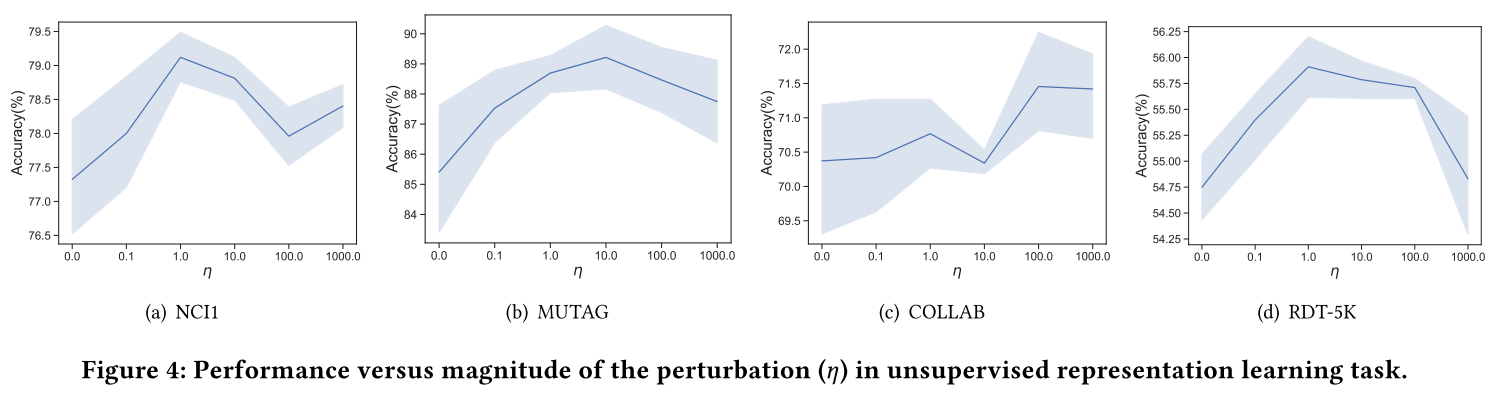 Accuracy(%)
79.5
79.0
78.5
78.0
77.5
77.0
76.5
0.0 0.1 1.0 10.0 100.0 1000.0
η
(a) NCI1
Accuracy(%)
90
89
88
87
86
85
84
0.0 0.1 1.0 10.0 100.0 1000.0
η
(b) MUTAG
Accuracy(%)
72.0
71.5
71.0
70.5
70.0
69.5
0.0 0.1 1.0 10.0 100.0 1000.0
η
(c) COLLAB
Accuracy(%)
56.25
56.00
55.75
55.50
55.25
55.00
54.75
54.50
54.25
0.0 0.1 1.0 10.0 100.0 1000.0
η
(d) RDT-5K
Figure 4: Performance versus magnitude of the perturbation (η) in unsupervised representation learning task.